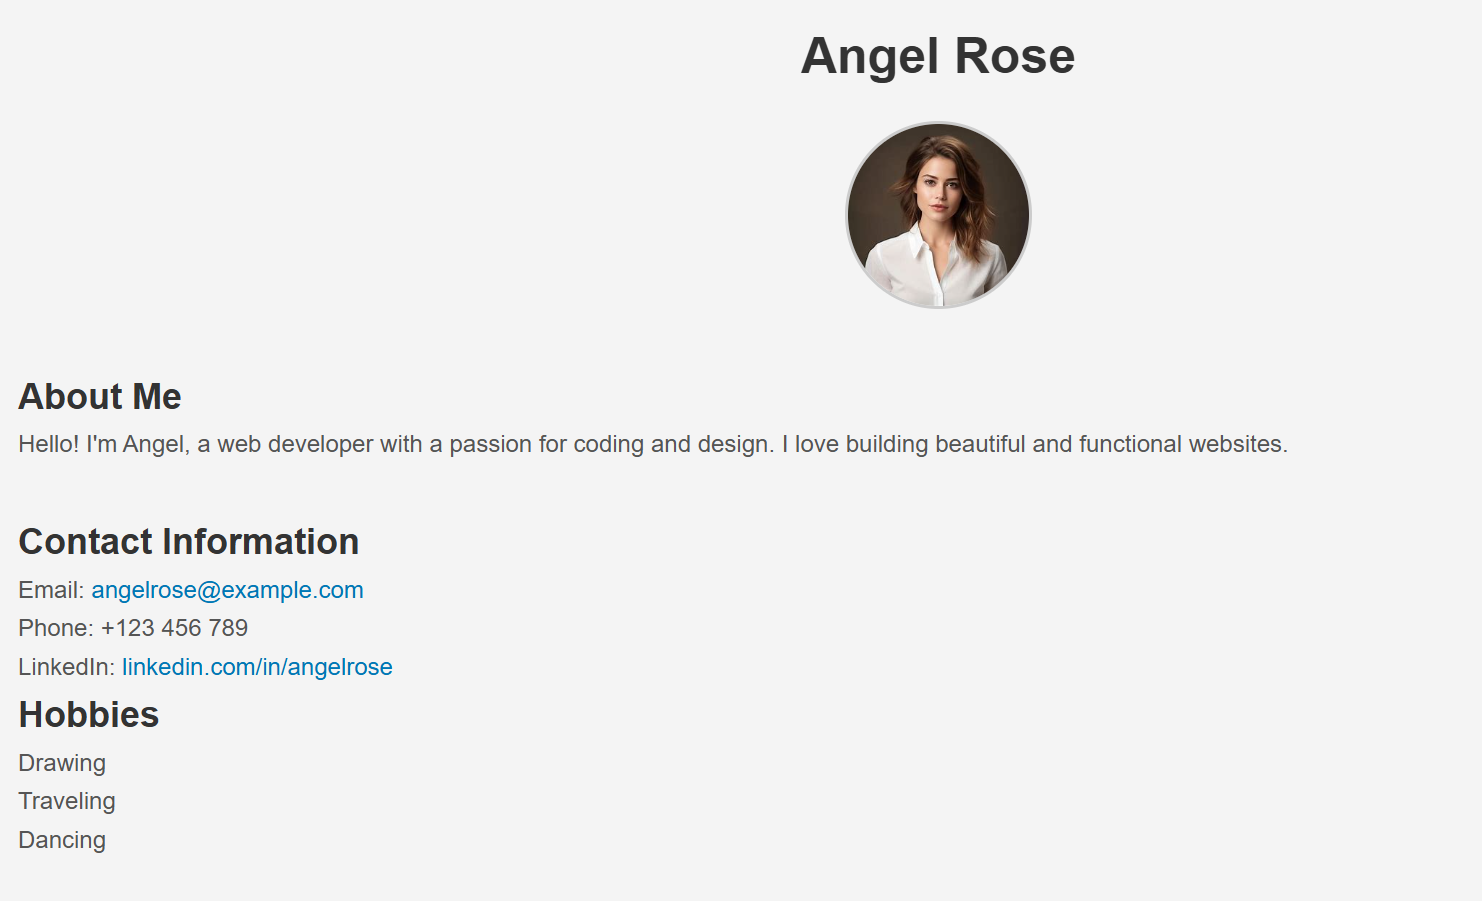 Angel Rose
About Me
Hello! I'm Angel, a web developer with a passion for coding and design. I love building beautiful and functional websites.
Contact Information
Email: angelrose@example.com
Phone: +123 456 789
LinkedIn: linkedin.com/in/angelrose
Hobbies
Drawing
Traveling
Dancing